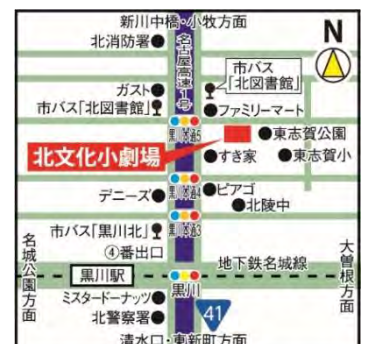 新川中橋・小牧方面
N
北消防署
名古屋高速1号
市バス
「北図書館」
ガスト
市バス「北図書館」
ファミリーマート
黒川本通5
東志賀公園
北文化小劇場
すき家
東志賀小
黒川本通4
ピアゴ
デニーズ
北陵中
市バス「黒川北」
黒川本通3
④番出口
地下鉄名城線
名城公園方面
大曽根方面
黒川駅
黒川
ミスタードーナッツ
北警察署
41
清水口・東新町方面